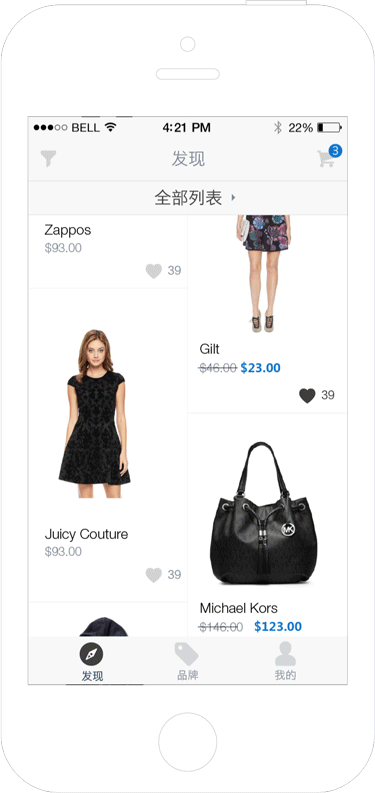 BELL
4:21 PM
22%
发现
3
全部列表
Zappos
$93.00
39
Juicy Couture
$93.00
39
Gilt
$46.00 $23.00
39
MK
Michael Kors
$146.00 $123.00
发现
品牌
我的